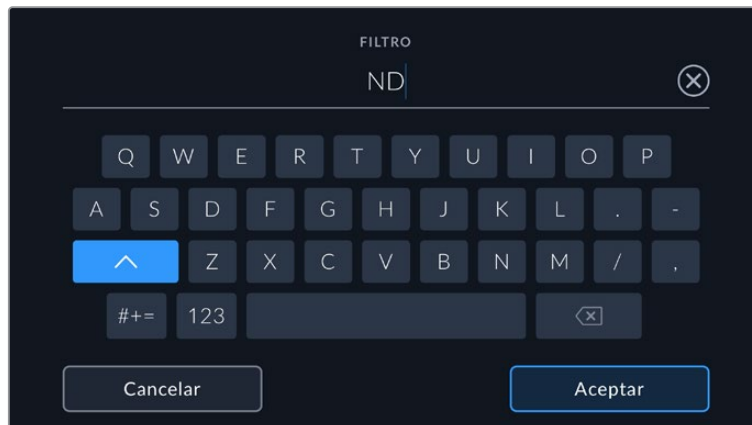 FILTRO
ND
Q W E R T Y U I O P
A S D F G H J K L . -
Z X C V B N M / ,
#+= 123
Cancelar Aceptar